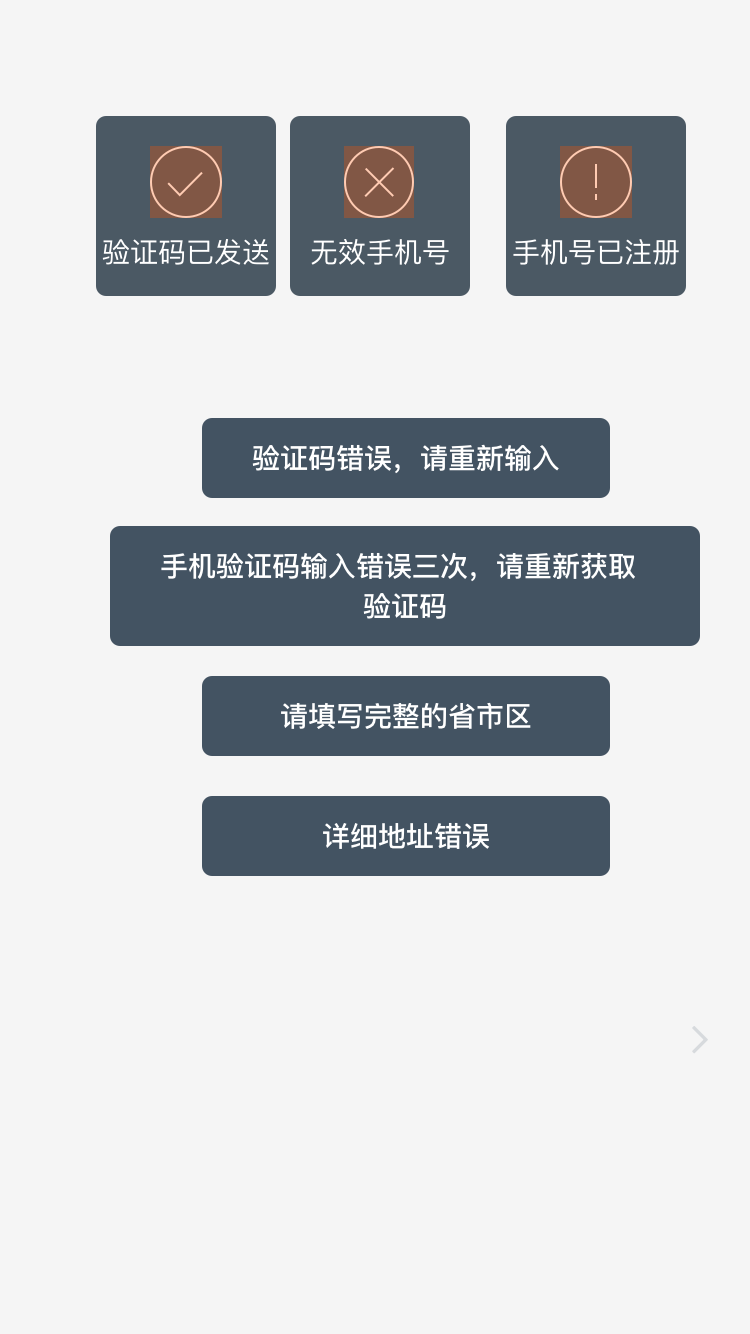 验证码已发送
无效手机号
手机号已注册
验证码错误，请重新输入
手机验证码输入错误三次，请重新获取
验证码
请填写完整的省市区
详细地址错误